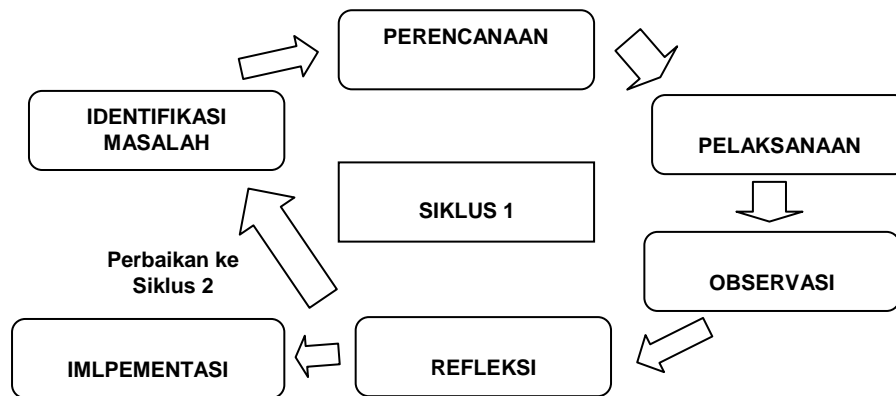 PERENCANAAN
IDENTIFIKASI
MASALAH
PELAKSANAAN
SIKLUS 1
Perbaikan ke
Siklus 2
OBSERVASI
IMLPEMENTASI
REFLEKSI